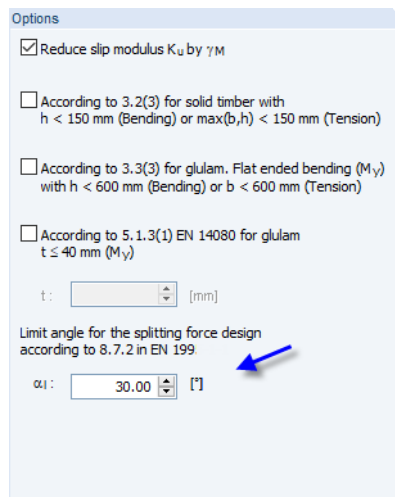 Options
Reduce slip modulus Ku by γM
According to 3.2(3) for solid timber with
h < 150 mm (Bending) or max(b,h) < 150 mm (Tension)
According to 3.3(3) for glulam. Flat ended bending (My)
with h < 600 mm (Bending) or b < 600 mm (Tension)
According to 5.1.3(1) EN 14080 for glulam
t ≤ 40 mm (My)
t : [mm]
Limit angle for the splitting force design
according to 8.7.2 in EN 199
αl : 30.00 [°]